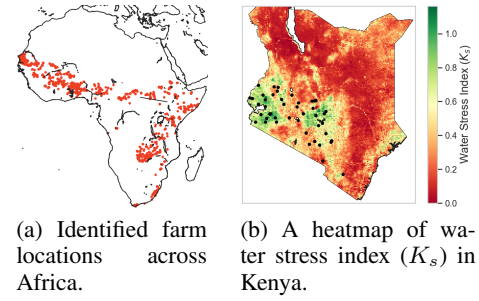 1.0
0.8
0.6
0.4
0.2
0.0
Water Stress Index (Ks)
(a) Identified farm
locations across
Africa.
(b) A heatmap of wa-
ter stress index (Ks) in
Kenya.